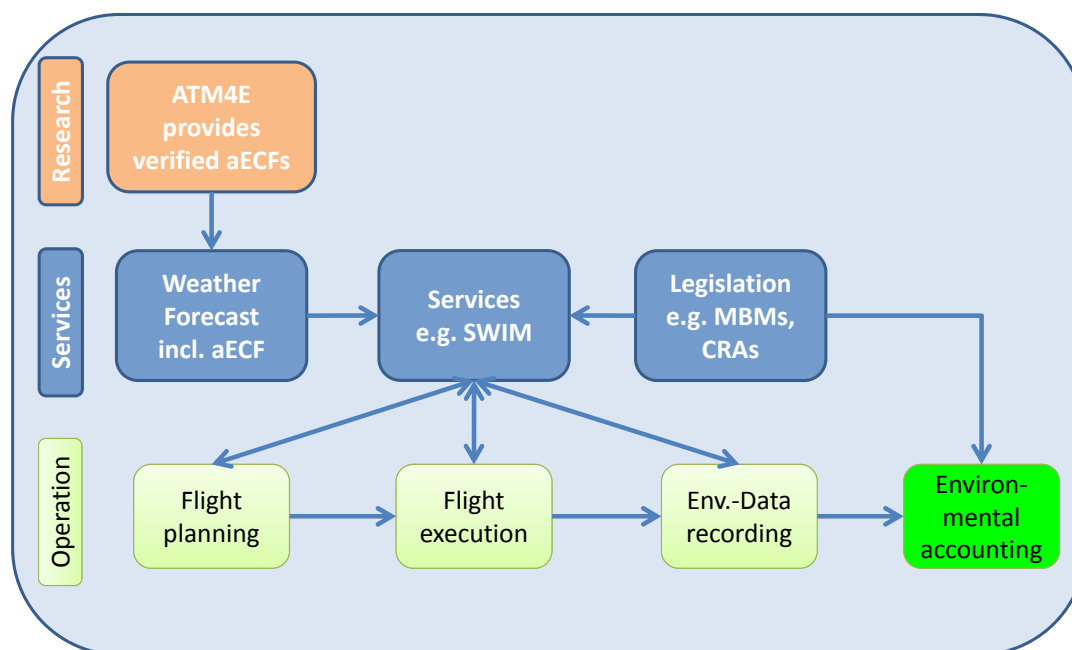 Research
ATM4E
provides
verified aECFs
Services
Weather
Forecast
incl. aECF
Services
e.g. SWIM
Legislation
e.g. MBMs,
CRAs
Operation
Flight
planning
Flight
execution
Env.-Data
recording
Environ-
mental
accounting